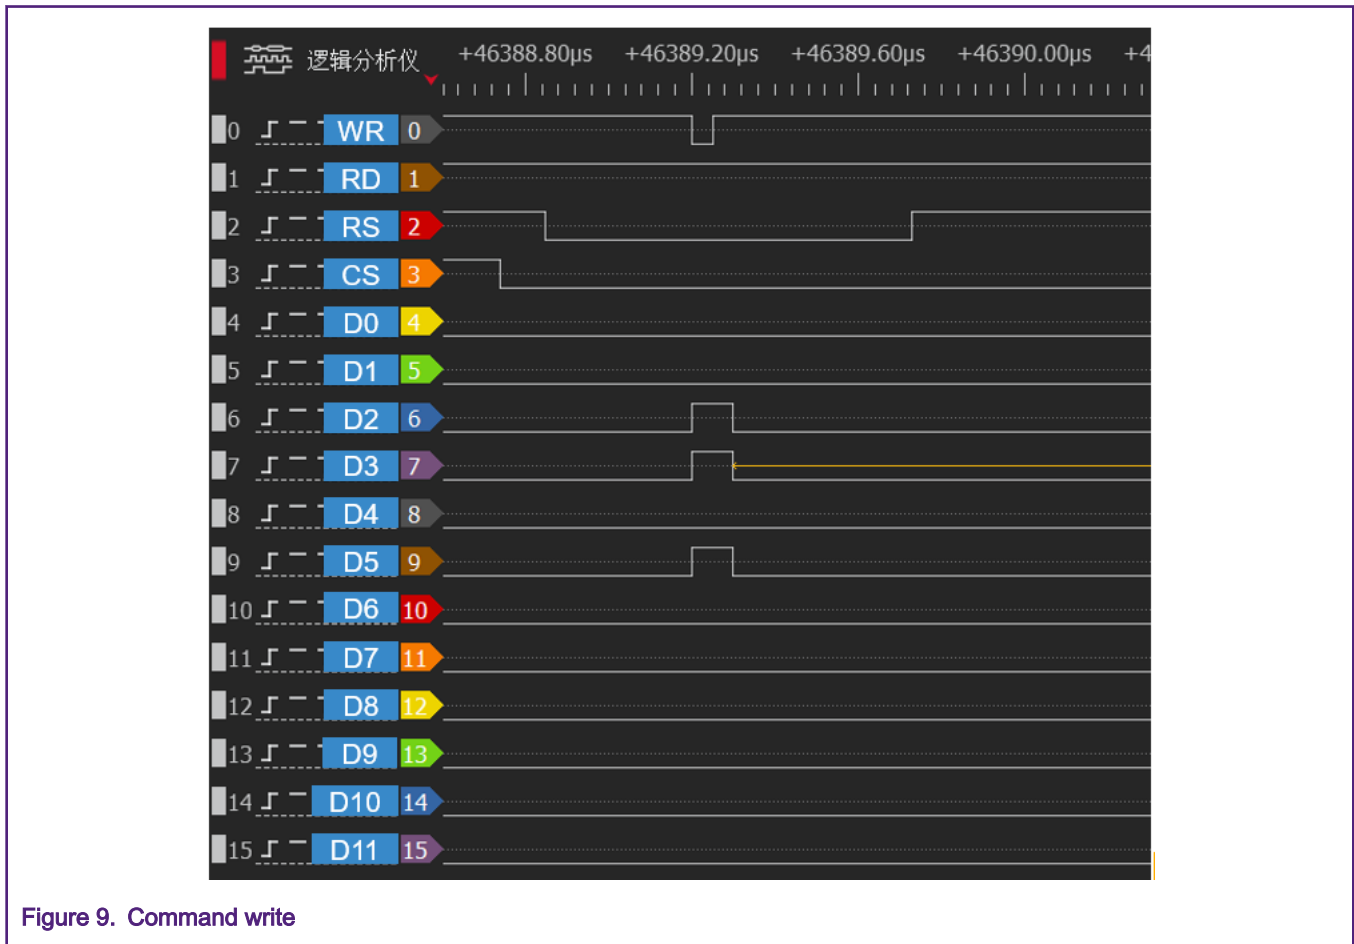 逻辑分析仪 +46388.80µs +46389.20µs +46389.60µs +46390.00µs +4
0 WR 0
1 RD 1
2 RS 2
3 CS 3
4 D0 4
5 D1 5
6 D2 6
7 D3 7
8 D4 8
9 D5 9
10 D6 10
11 D7 11
12 D8 12
13 D9 13
14 D10 14
15 D11 15
Figure 9. Command write